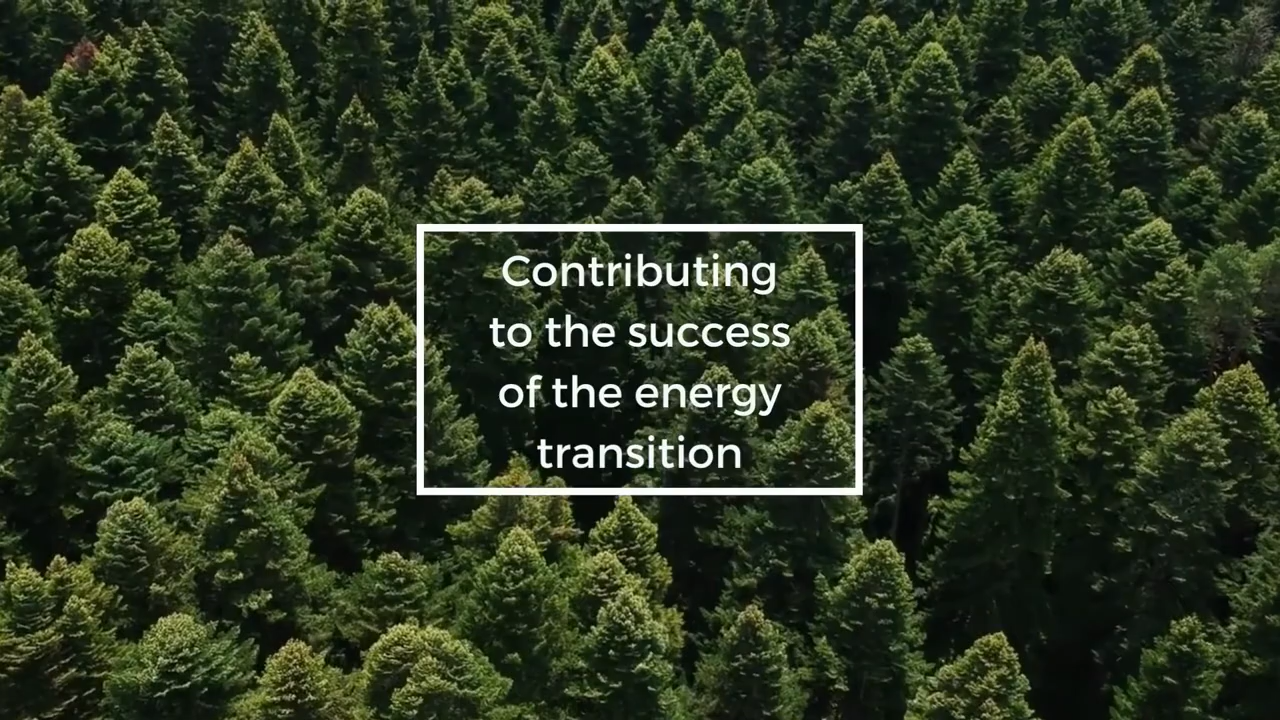 Contributing
to the success
of the energy
transition